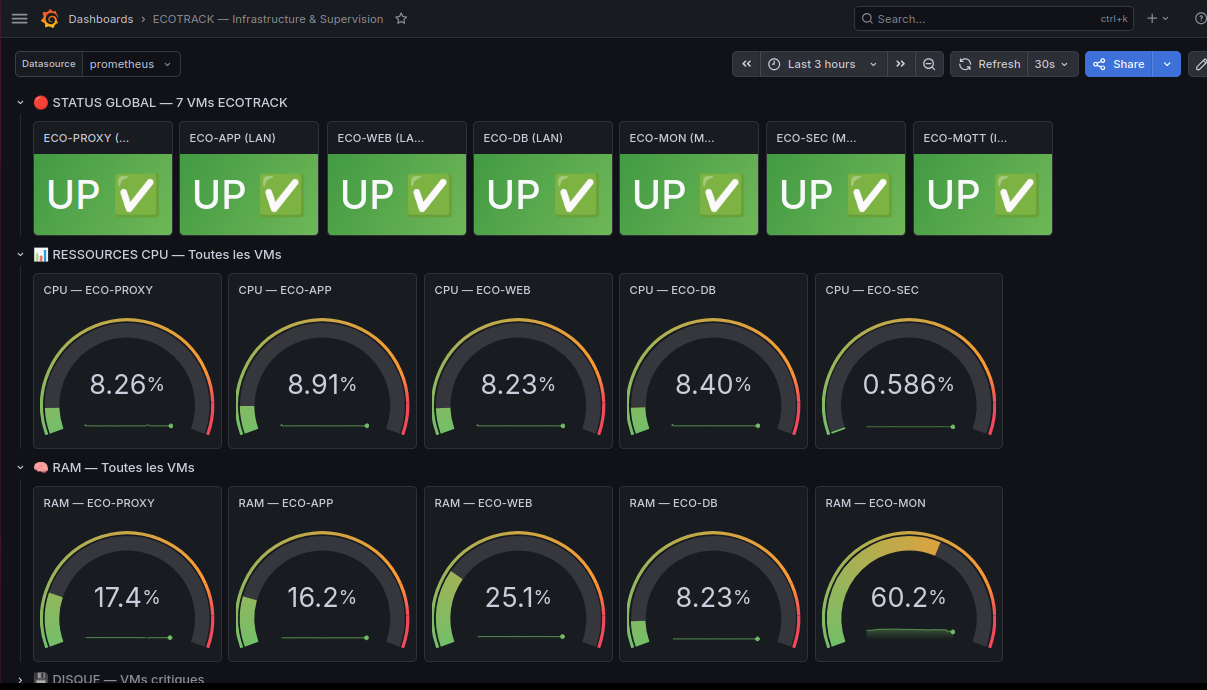 Dashboards › ECOTRACK — Infrastructure & Supervision Search... ctrl+k
Datasource prometheus Last 3 hours Refresh 30s Share
STATUS GLOBAL — 7 VMs ECOTRACK
ECO-PROXY (... ECO-APP (LAN) ECO-WEB (LA... ECO-DB (LAN) ECO-MON (M... ECO-SEC (M... ECO-MQTT (I...
UP ✅ UP ✅ UP ✅ UP ✅ UP ✅ UP ✅ UP ✅
📊 RESSOURCES CPU — Toutes les VMs
CPU — ECO-PROXY CPU — ECO-APP CPU — ECO-WEB CPU — ECO-DB CPU — ECO-SEC
8.26% 8.91% 8.23% 8.40% 0.586%
🧠 RAM — Toutes les VMs
RAM — ECO-PROXY RAM — ECO-APP RAM — ECO-WEB RAM — ECO-DB RAM — ECO-MON
17.4% 16.2% 25.1% 8.23% 60.2%
💾 DISQUE — VMs critiques